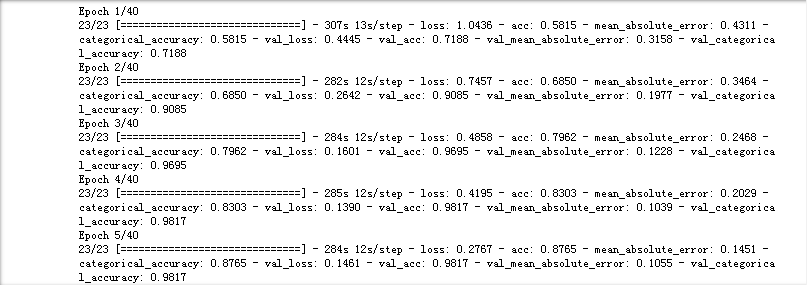 Epoch 1/40
23/23 [==============================] - 307s 13s/step - loss: 1.0436 - acc: 0.5815 - mean_absolute_error: 0.4311 -
categorical_accuracy: 0.5815 - val_loss: 0.4445 - val_acc: 0.7188 - val_mean_absolute_error: 0.3158 - val_categorica
l_accuracy: 0.7188
Epoch 2/40
23/23 [==============================] - 282s 12s/step - loss: 0.7457 - acc: 0.6850 - mean_absolute_error: 0.3464 -
categorical_accuracy: 0.6850 - val_loss: 0.2642 - val_acc: 0.9085 - val_mean_absolute_error: 0.1977 - val_categorica
l_accuracy: 0.9085
Epoch 3/40
23/23 [==============================] - 284s 12s/step - loss: 0.4858 - acc: 0.7962 - mean_absolute_error: 0.2468 -
categorical_accuracy: 0.7962 - val_loss: 0.1601 - val_acc: 0.9695 - val_mean_absolute_error: 0.1228 - val_categorica
l_accuracy: 0.9695
Epoch 4/40
23/23 [==============================] - 285s 12s/step - loss: 0.4195 - acc: 0.8303 - mean_absolute_error: 0.2029 -
categorical_accuracy: 0.8303 - val_loss: 0.1390 - val_acc: 0.9817 - val_mean_absolute_error: 0.1039 - val_categorica
l_accuracy: 0.9817
Epoch 5/40
23/23 [==============================] - 284s 12s/step - loss: 0.2767 - acc: 0.8765 - mean_absolute_error: 0.1451 -
categorical_accuracy: 0.8765 - val_loss: 0.1461 - val_acc: 0.9817 - val_mean_absolute_error: 0.1055 - val_categorica
l_accuracy: 0.9817